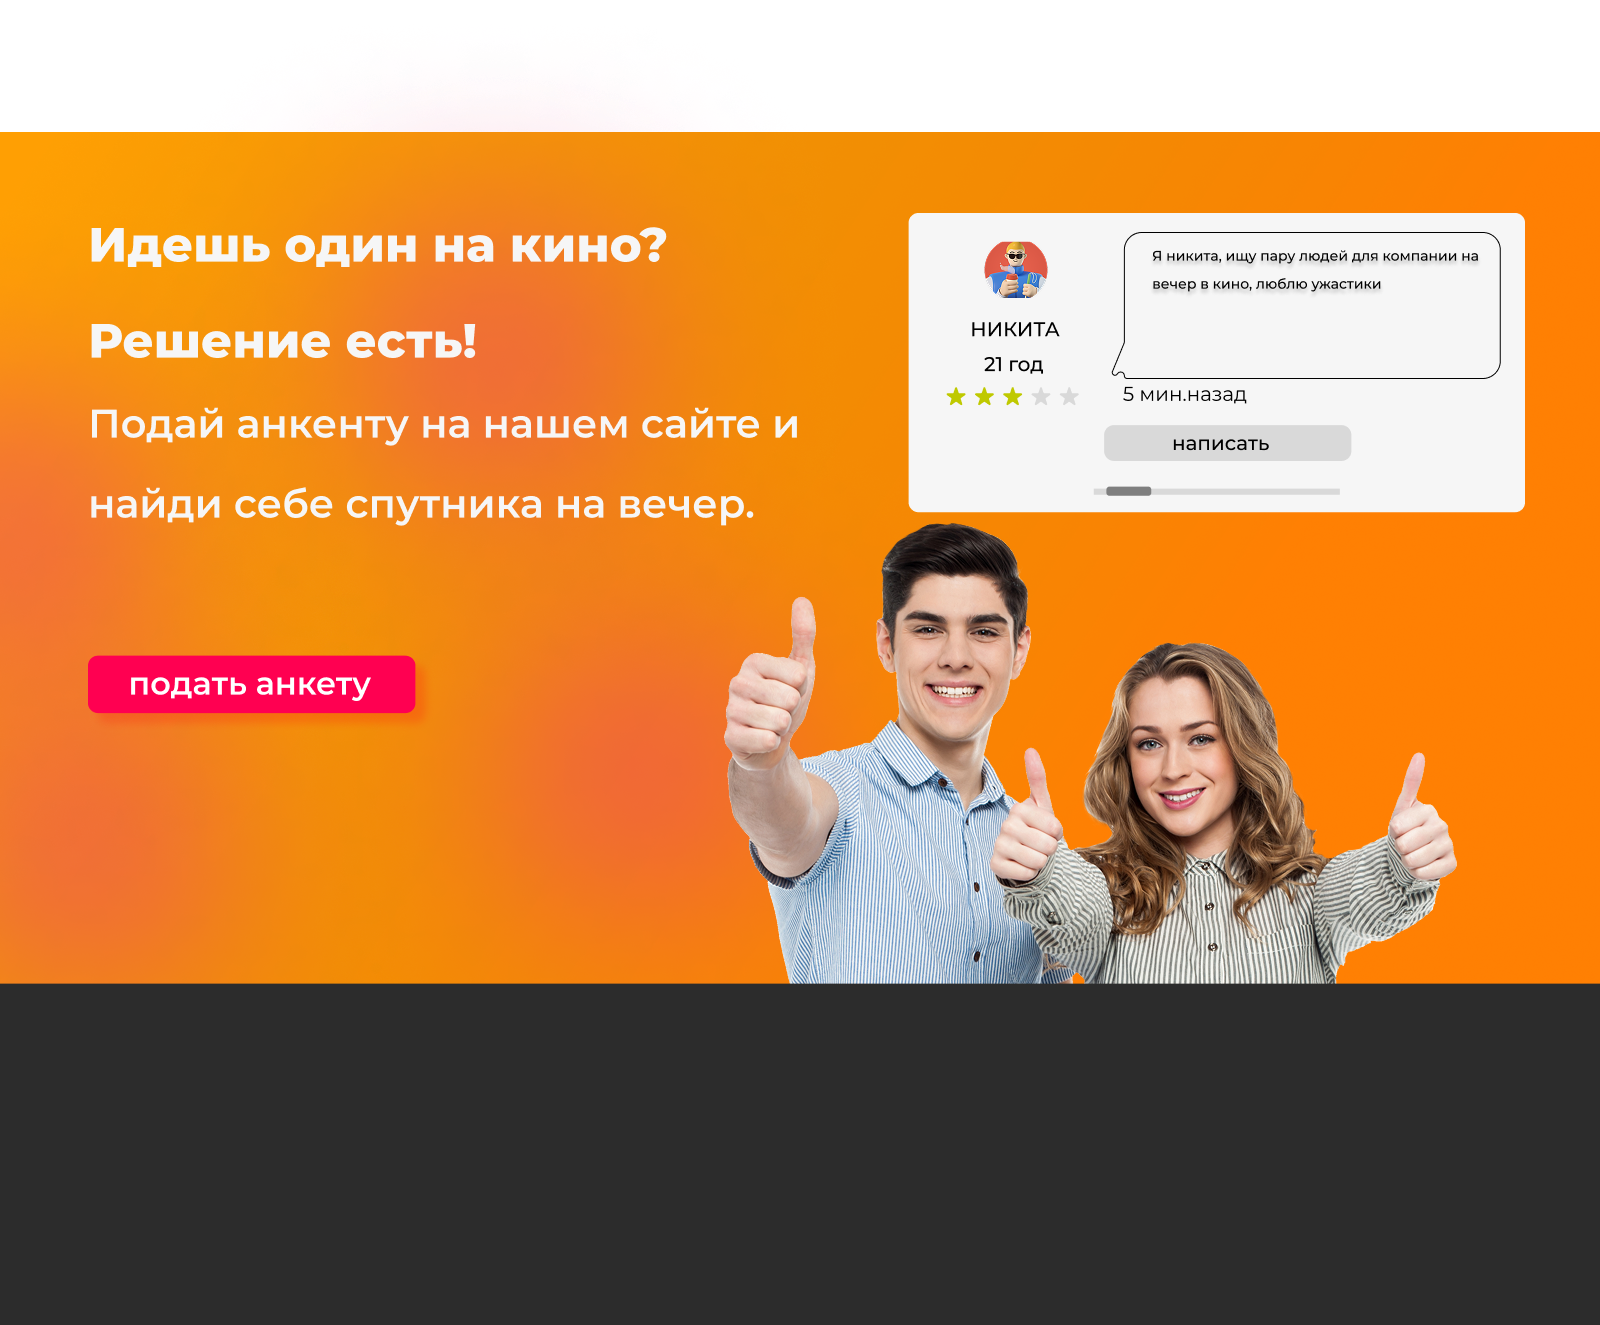 Идешь один на кино?
Решение есть!
Подай анкенту на нашем сайте и
найди себе спутника на вечер.
подать анкету
НИКИТА
21 год
Я никита, ищу пару людей для компании на
вечер в кино, люблю ужастики
5 мин.назад
написать